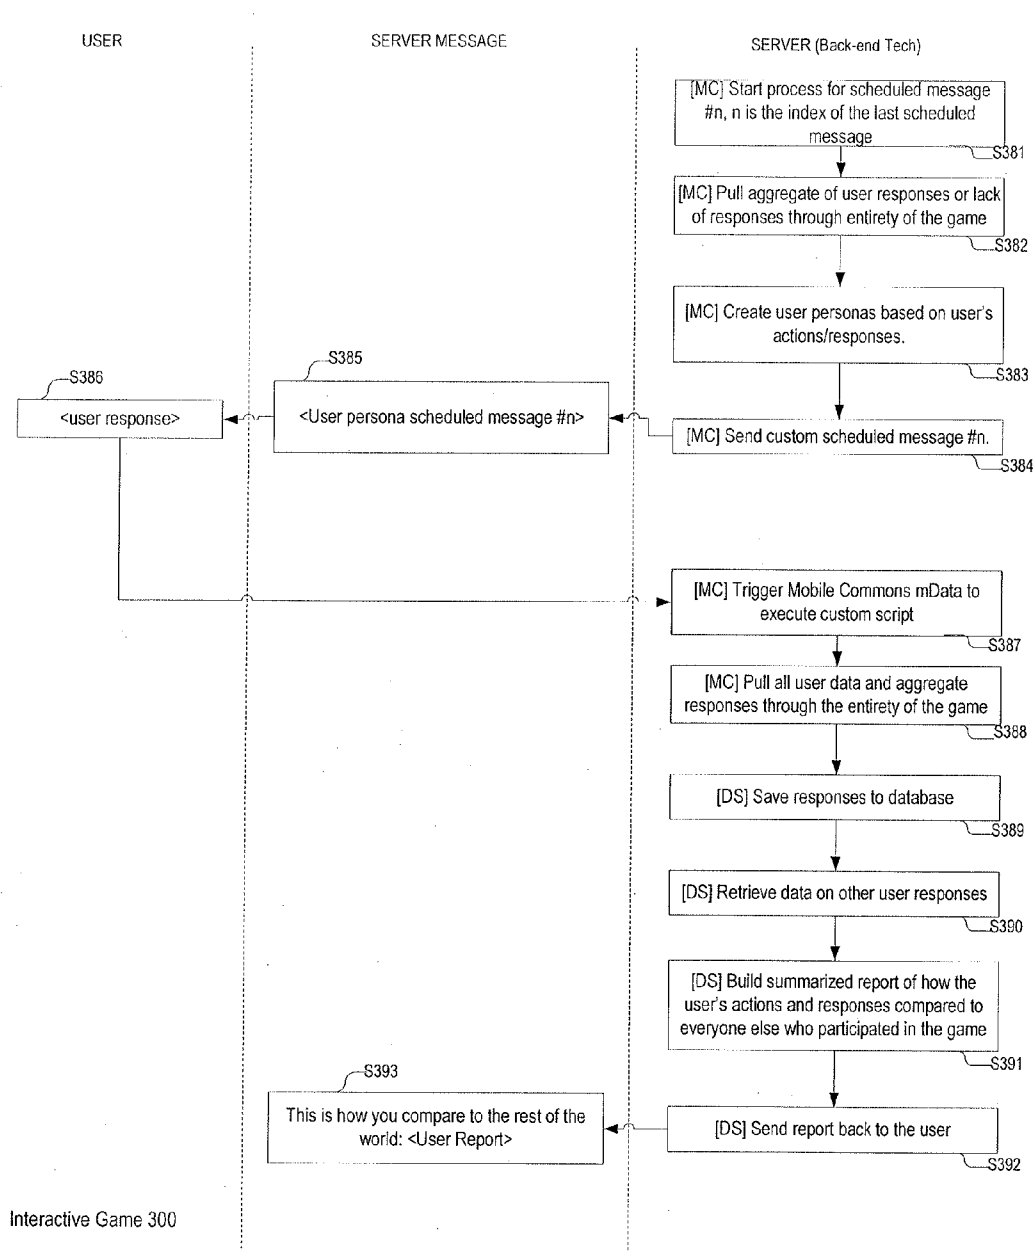 USER
SERVER MESSAGE
SERVER (Back-end Tech)
[MC] Start process for scheduled message
#n, n is the index of the last scheduled
message
S381
[MC] Pull aggregate of user responses or lack
of responses through entirety of the game
S382
[MC] Create user personas based on user's
actions/responses.
S383
[MC] Send custom scheduled message #n.
S384
S385
<User persona scheduled message #n>
S386
<user response>
[MC] Trigger Mobile Commons mData to
execute custom script
S387
[MC] Pull all user data and aggregate
responses through the entirety of the game
S388
[DS] Save responses to database
S389
[DS] Retrieve data on other user responses
S390
[DS] Build summarized report of how the
user's actions and responses compared to
everyone else who participated in the game
S391
[DS] Send report back to the user
S392
S393
This is how you compare to the rest of the
world: <User Report>
Interactive Game 300